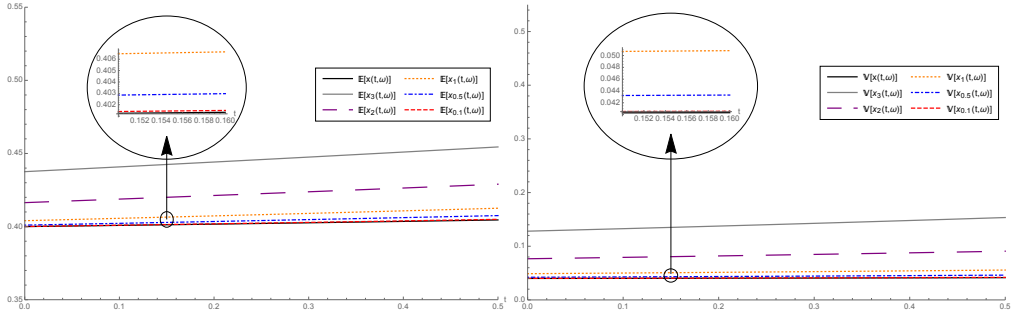 0.55
0.50
0.45
0.40
0.35
0.0
0.1
0.2
0.3
0.4
0.5
t
0.406
0.405
0.404
0.403
0.402
0.152 0.154 0.156 0.158 0.160
t
𝔼[x(t,ω)] 𝔼[x₁(t,ω)]
𝔼[x₃(t,ω)] 𝔼[x₀.₅(t,ω)]
𝔼[x₂(t,ω)] 𝔼[x₀.₁(t,ω)]
0.5
0.4
0.3
0.2
0.1
0.0
0.0
0.1
0.2
0.3
0.4
0.5
t
0.050
0.048
0.046
0.044
0.042
0.152 0.154 0.156 0.158 0.160
t
𝕍[x(t,ω)] 𝕍[x₁(t,ω)]
𝕍[x₃(t,ω)] 𝕍[x₀.₅(t,ω)]
𝕍[x₂(t,ω)] 𝕍[x₀.₁(t,ω)]